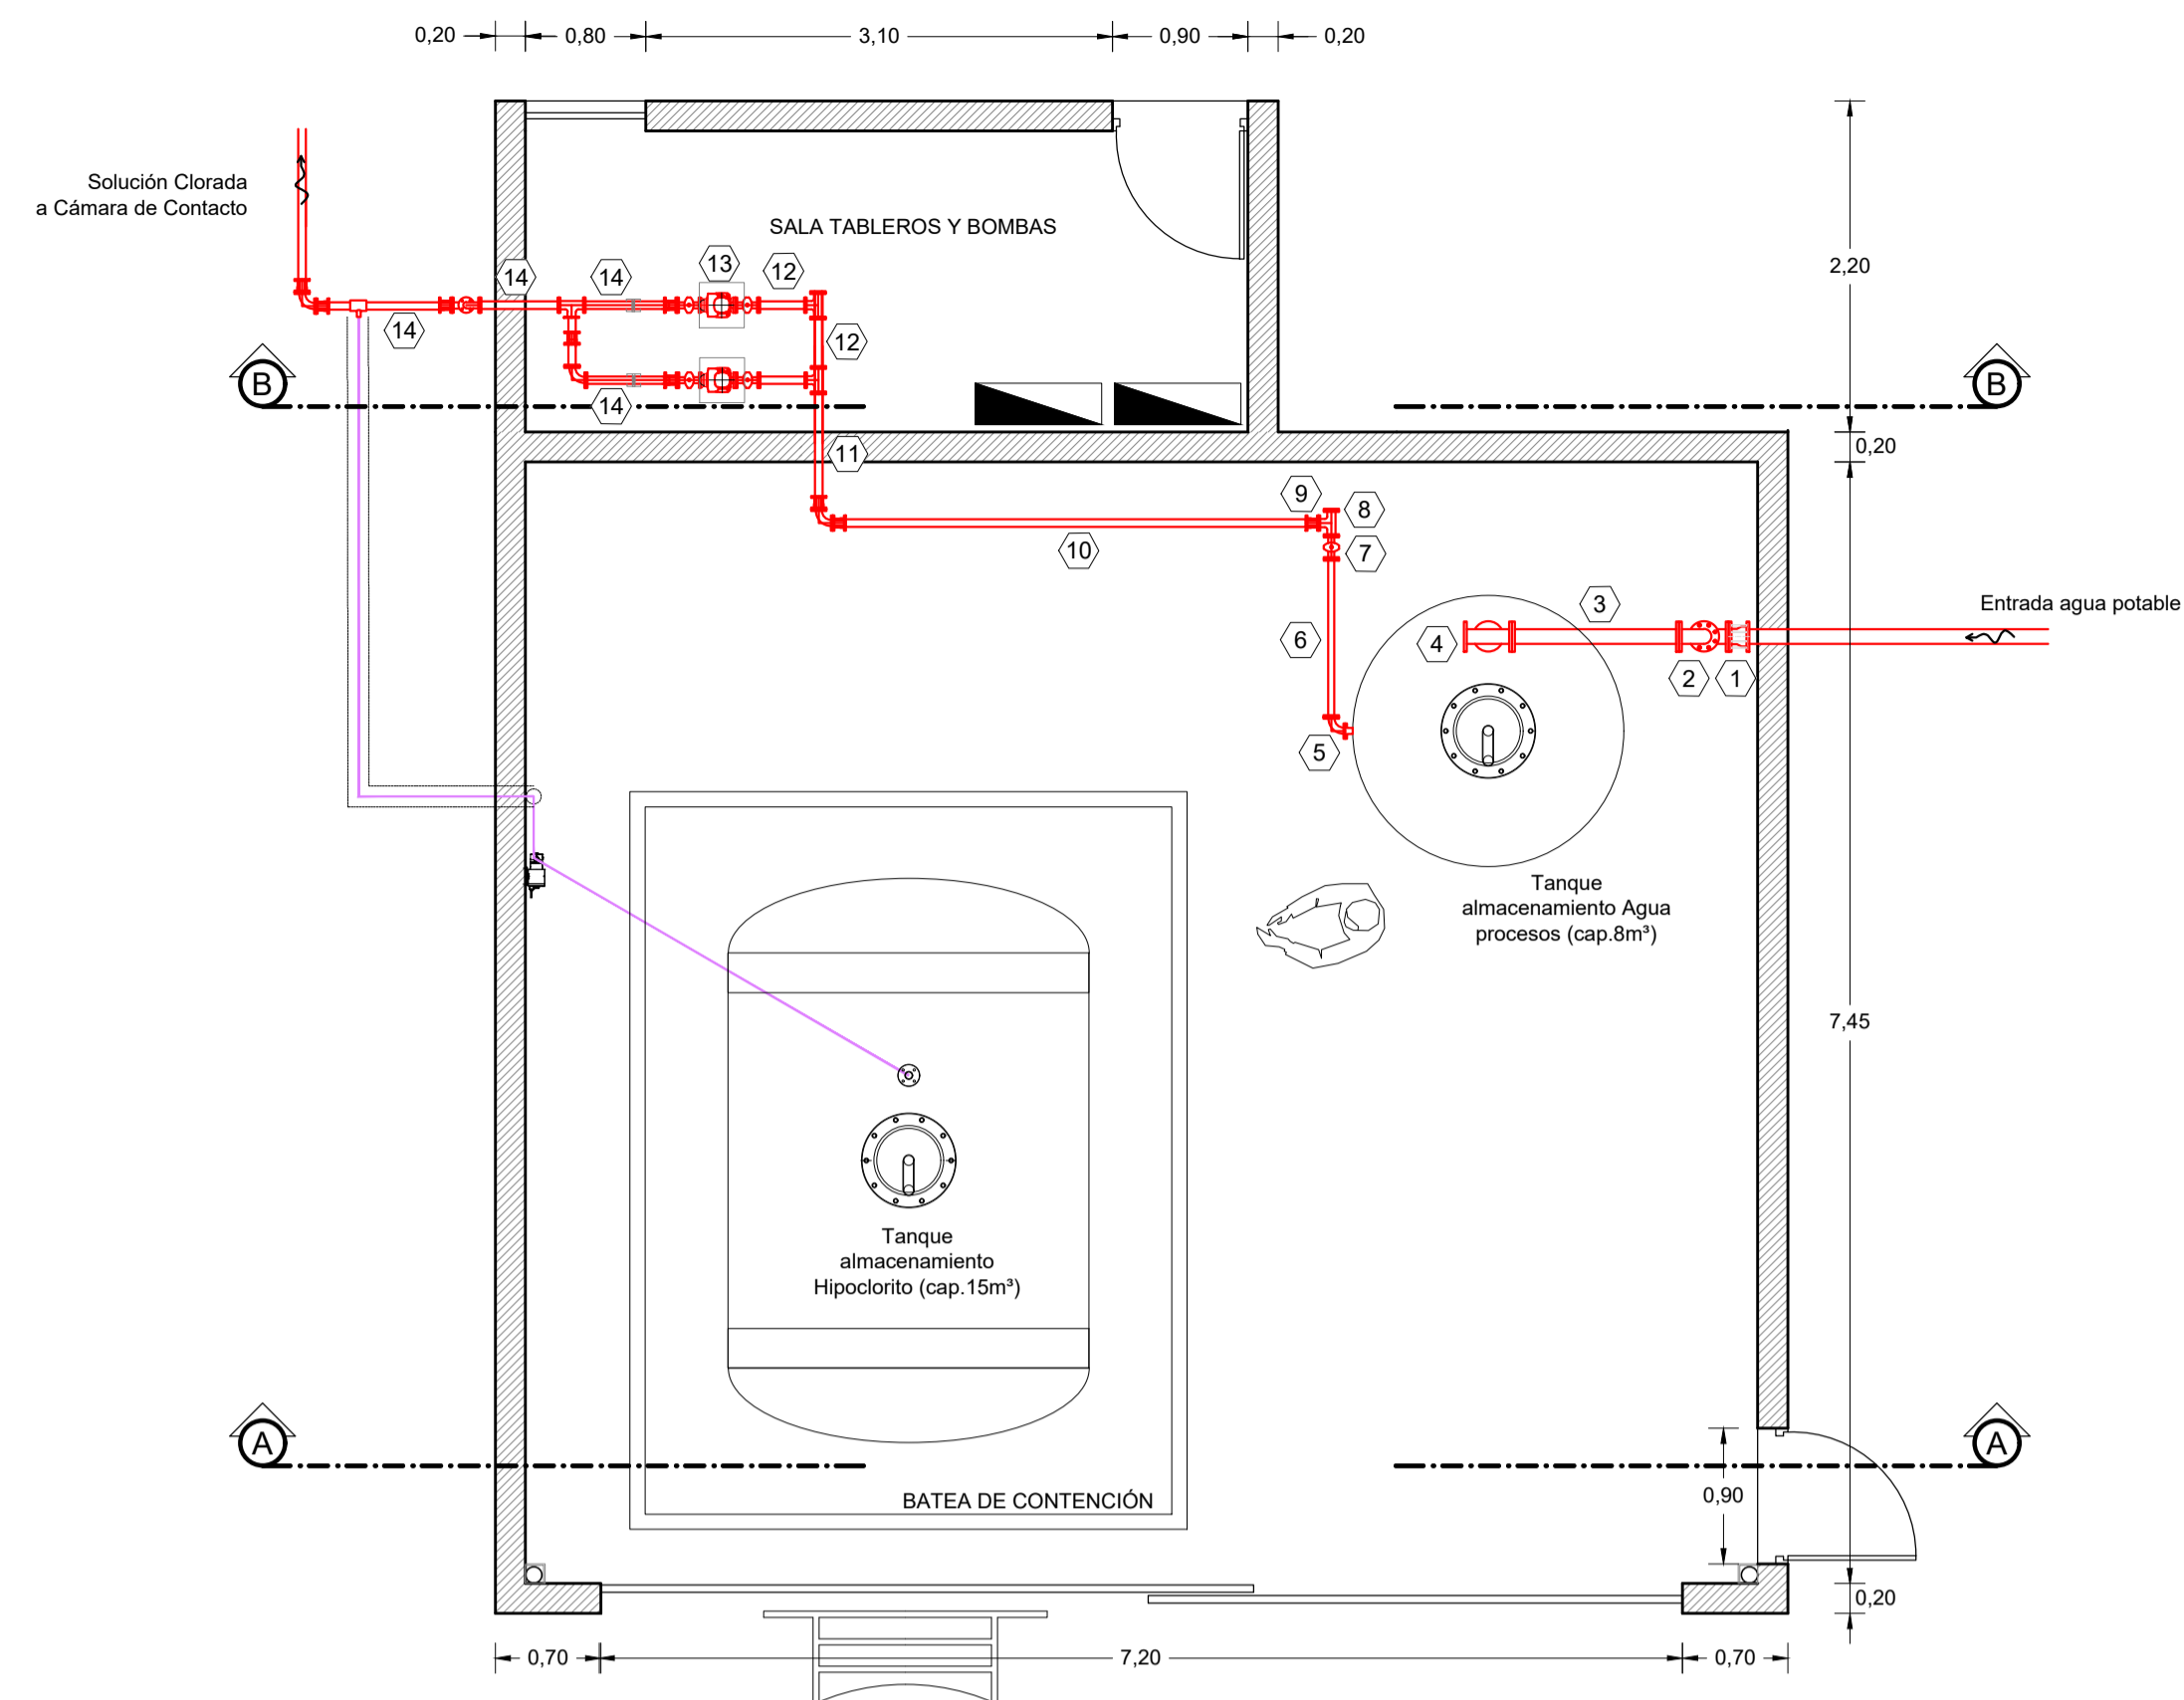 0,20
0,80
3,10
0,90
0,20
Solución Clorada
a Cámara de Contacto
SALA TABLEROS Y BOMBAS
14
14
13
12
2,20
14
12
B
B
14
11
0,20
9
8
10
7
3
Entrada agua potable
6
4
2
1
5
Tanque
almacenamiento Agua
procesos (cap.8m³)
7,45
Tanque
almacenamiento
Hipoclorito (cap.15m³)
A
A
BATEA DE CONTENCIÓN
0,90
0,20
0,70
7,20
0,70